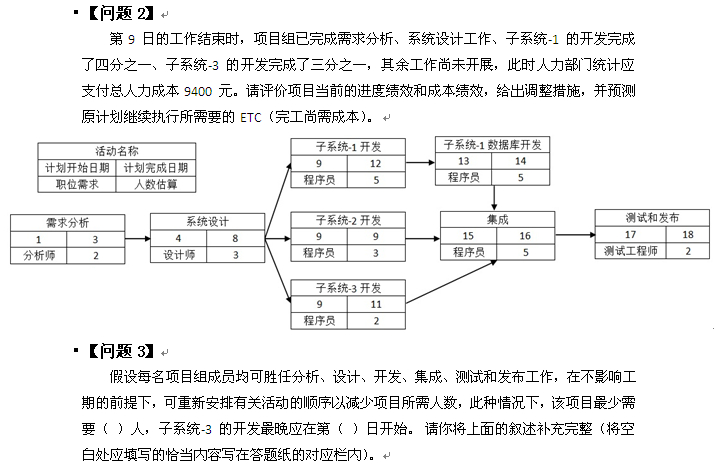 ▪【问题 2】↵
第 9 日的工作结束时，项目组已完成需求分析、系统设计工作、子系统-1 的开发完成
了四分之一、子系统-3 的开发完成了三分之一，其余工作尚未开展，此时人力部门统计应
支付总人力成本 9400 元。请评价项目当前的进度绩效和成本绩效，给出调整措施，并预测
原计划继续执行所需要的 ETC（完工尚需成本）。↵
活动名称
计划开始日期 计划完成日期
职位需求 人数估算
需求分析
1 3
分析师 2
系统设计
4 8
设计师 3
子系统-1 开发
9 12
程序员 5
子系统-1 数据库开发
13 14
程序员 5
子系统-2 开发
9 9
程序员 3
子系统-3 开发
9 11
程序员 2
集成
15 16
程序员 5
测试和发布
17 18
测试工程师 2
▪【问题 3】↵
假设每名项目组成员均可胜任分析、设计、开发、集成、测试和发布工作，在不影响工
期的前提下，可重新安排有关活动的顺序以减少项目所需人数，此种情况下，该项目最少需
要（ ）人，子系统-3 的开发最晚应在第（ ）日开始。 请你将上面的叙述补充完整（将空
白处应填写的恰当内容写在答题纸的对应栏内）。↵